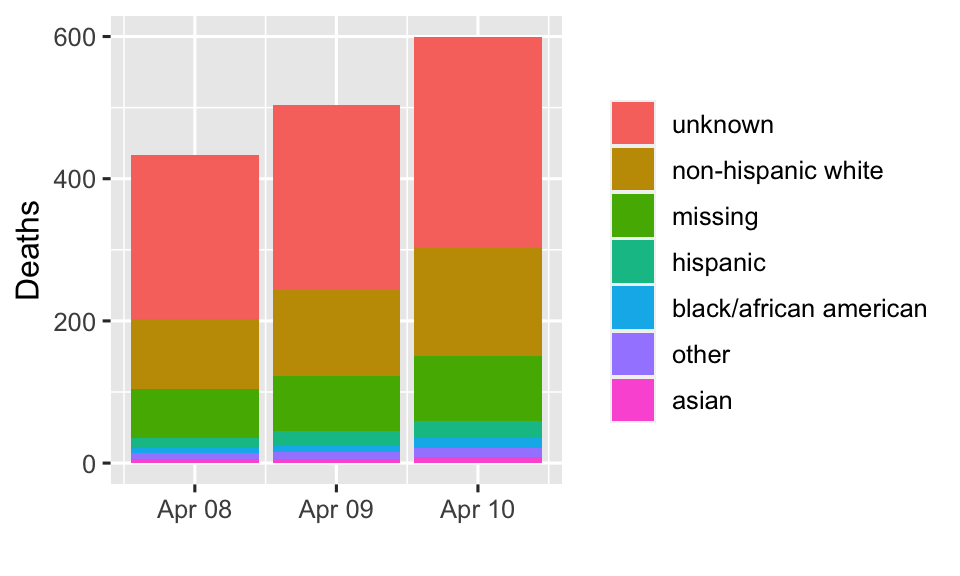 Deaths
600
400
200
0
Apr 08
Apr 09
Apr 10
unknown
non-hispanic white
missing
hispanic
black/african american
other
asian